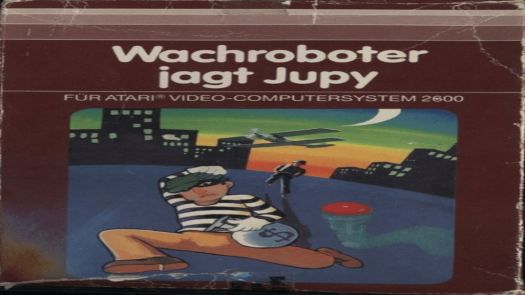 Wachroboter
jagt Jupy
FÜR ATARI® VIDEO-COMPUTERSYSTEM 2600
$